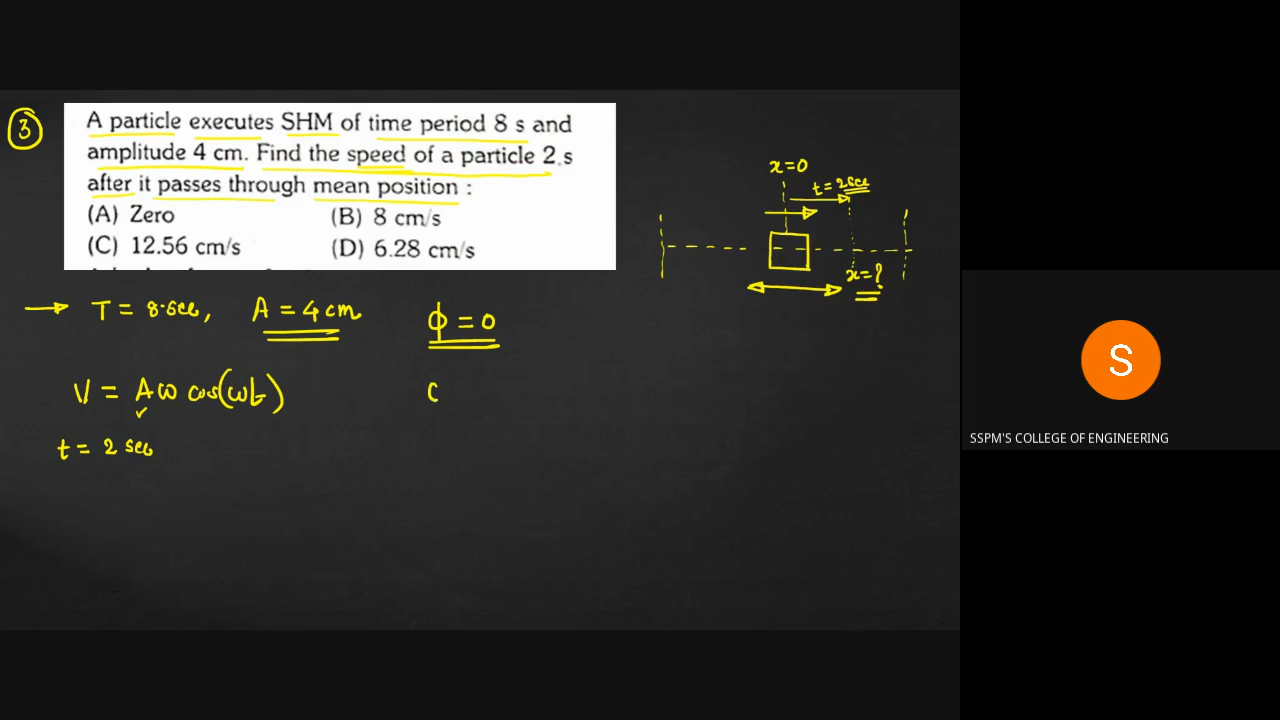 3
A particle executes SHM of time period 8 s and
amplitude 4 cm. Find the speed of a particle 2 s
after it passes through mean position :
(A) Zero (B) 8 cm/s
(C) 12.56 cm/s (D) 6.28 cm/s
x=0
t = 2sec
x=?
T = 8 sec, A = 4 cm ϕ = 0
V = Aω cos(ωt)
t = 2 sec
S
SSPM'S COLLEGE OF ENGINEERING